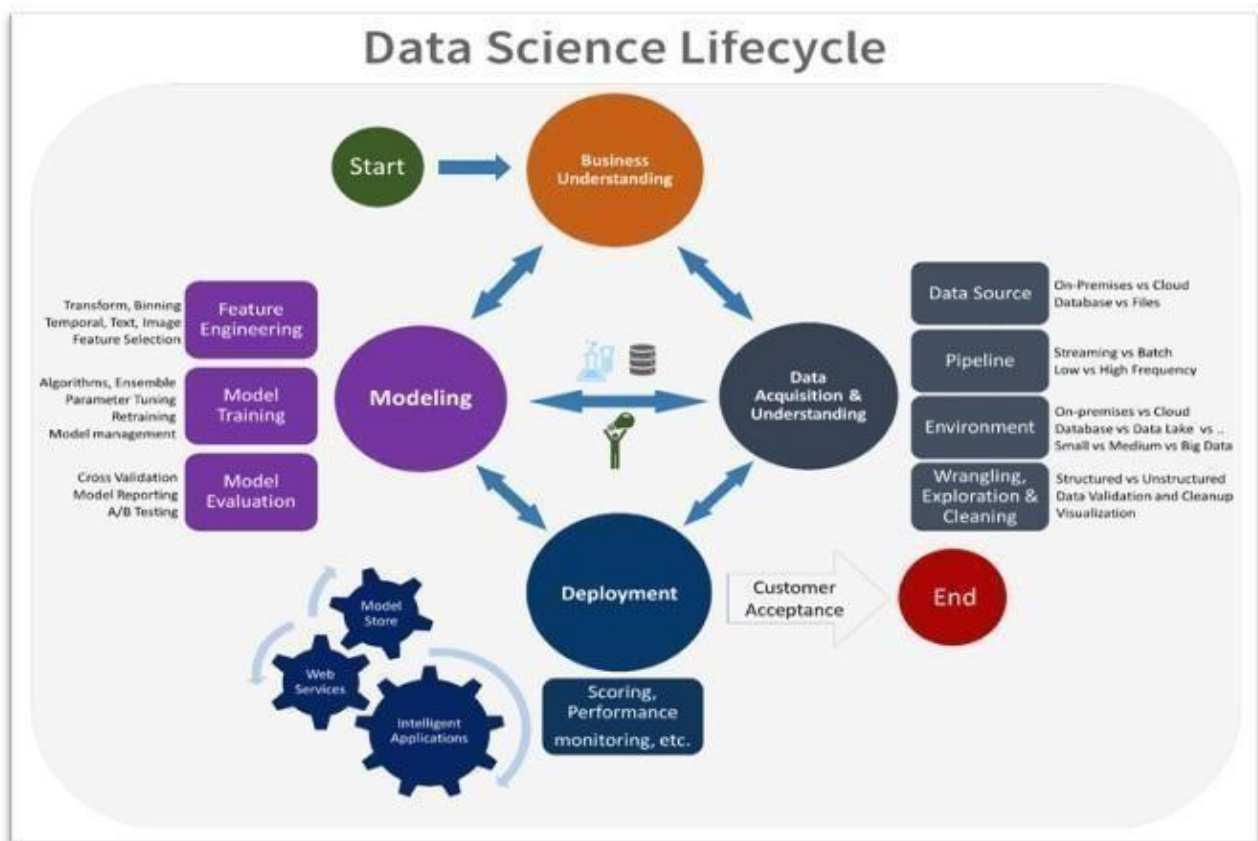 Data Science Lifecycle
Start
Business
Understanding
Feature
Engineering
Transform, Binning
Temporal, Text, Image
Feature Selection
Model
Training
Algorithms, Ensemble
Parameter Tuning
Retraining
Model management
Model
Evaluation
Cross Validation
Model Reporting
A/B Testing
Modeling
Data
Acquisition &
Understanding
Data Source
On-Premises vs Cloud
Database vs Files
Pipeline
Streaming vs Batch
Low vs High Frequency
Environment
On-premises vs Cloud
Database vs Data Lake vs ..
Small vs Medium vs Big Data
Wrangling,
Exploration &
Cleaning
Structured vs Unstructured
Data Validation and Cleanup
Visualization
Deployment
Customer
Acceptance
End
Model
Store
Web
Services
Intelligent
Applications
Scoring,
Performance
monitoring, etc.